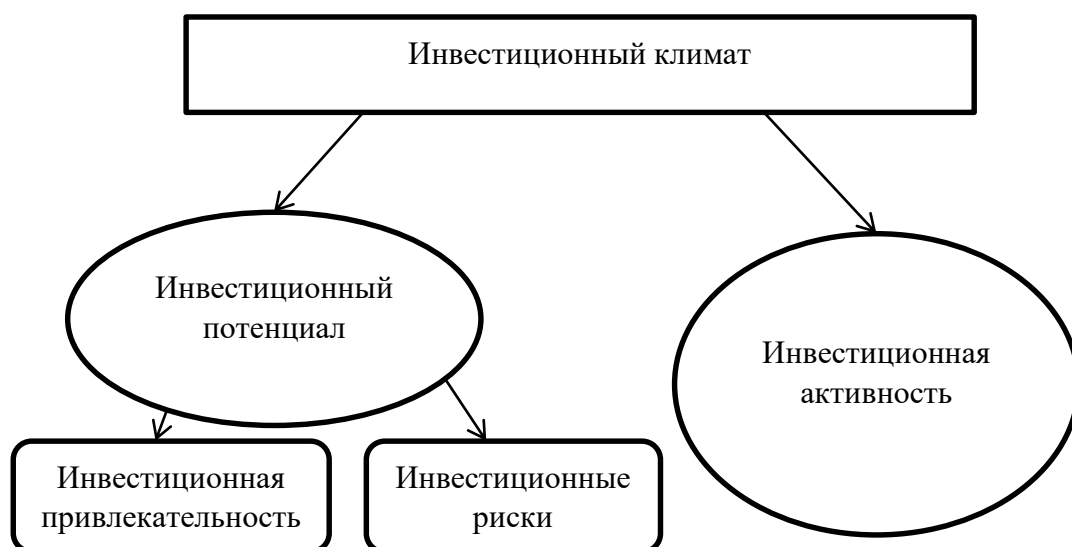 Инвестиционный климат
Инвестиционный
потенциал
Инвестиционная
активность
Инвестиционная
привлекательность
Инвестиционные
риски